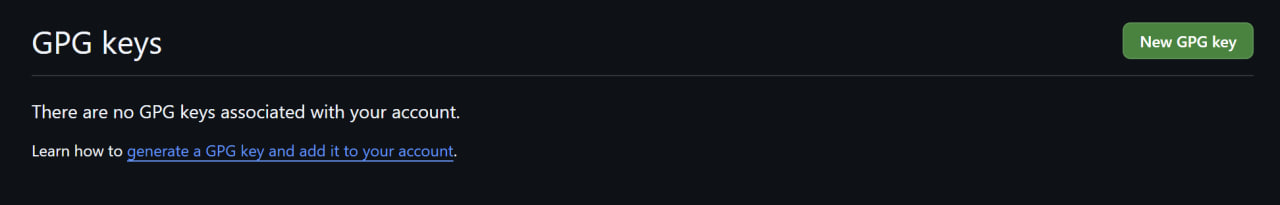 GPG keys
New GPG key
There are no GPG keys associated with your account.
Learn how to generate a GPG key and add it to your account.